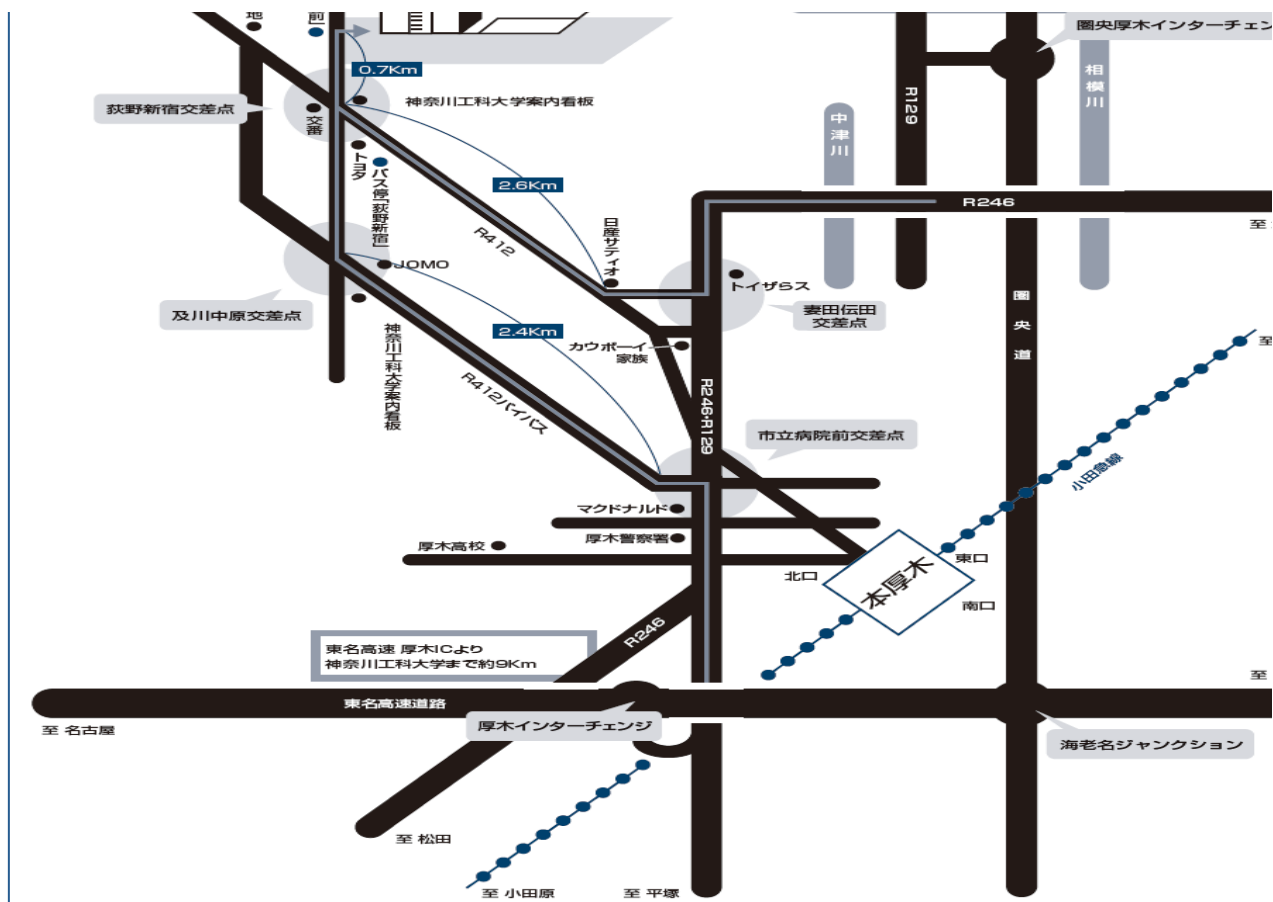 地
前」
圏央厚木インターチェン
0.7Km
相模川
荻野新宿交差点
神奈川工科大学案内看板
R129
中津川
交番
トヨタ
バス停「荻野新宿」
2.6Km
R246
R412
日産サティオ
至
JOMO
トイザらス
及川中原交差点
妻田伝田
交差点
圏央道
2.4Km
カウボーイ
家族
至
神奈川工科大学案内看板
R412バイパス
R246・R129
市立病院前交差点
小田急線
マクドナルド
厚木警察署
厚木高校
東口
北口
本厚木
南口
R246
東名高速 厚木ICより
神奈川工科大学まで約9Km
至
東名高速道路
至 名古屋
厚木インターチェンジ
海老名ジャンクション
至 松田
至 小田原
至 平塚